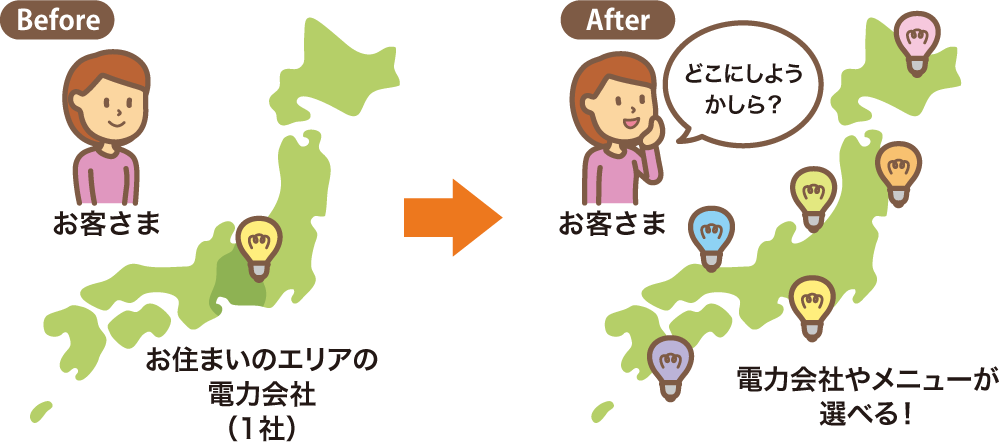 Before
お客さま
お住まいのエリアの
電力会社
（1社）
After
どこにしよう
かしら？
お客さま
電力会社やメニューが
選べる！